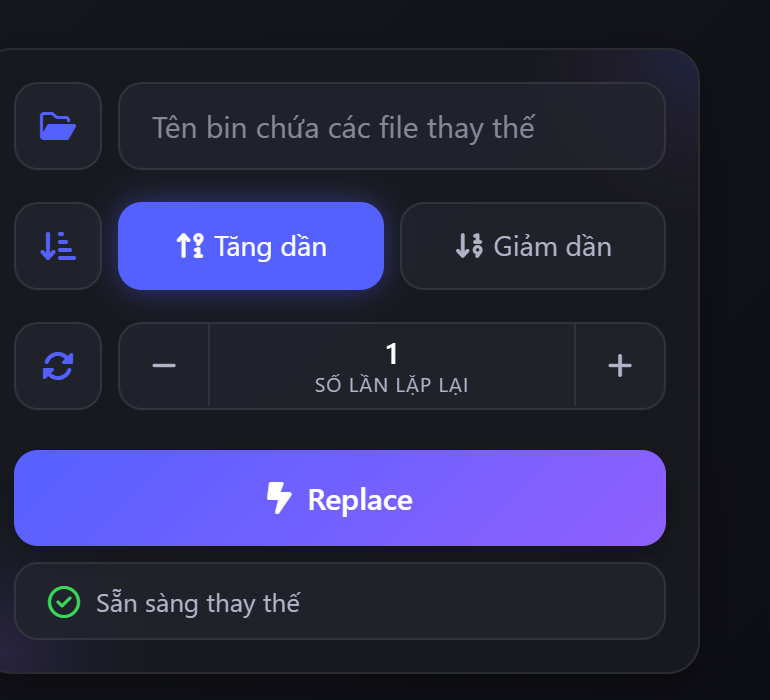 Tên bin chứa các file thay thế
Tăng dần
Giảm dần
1
SỐ LẦN LẶP LẠI
Replace
Sẵn sàng thay thế